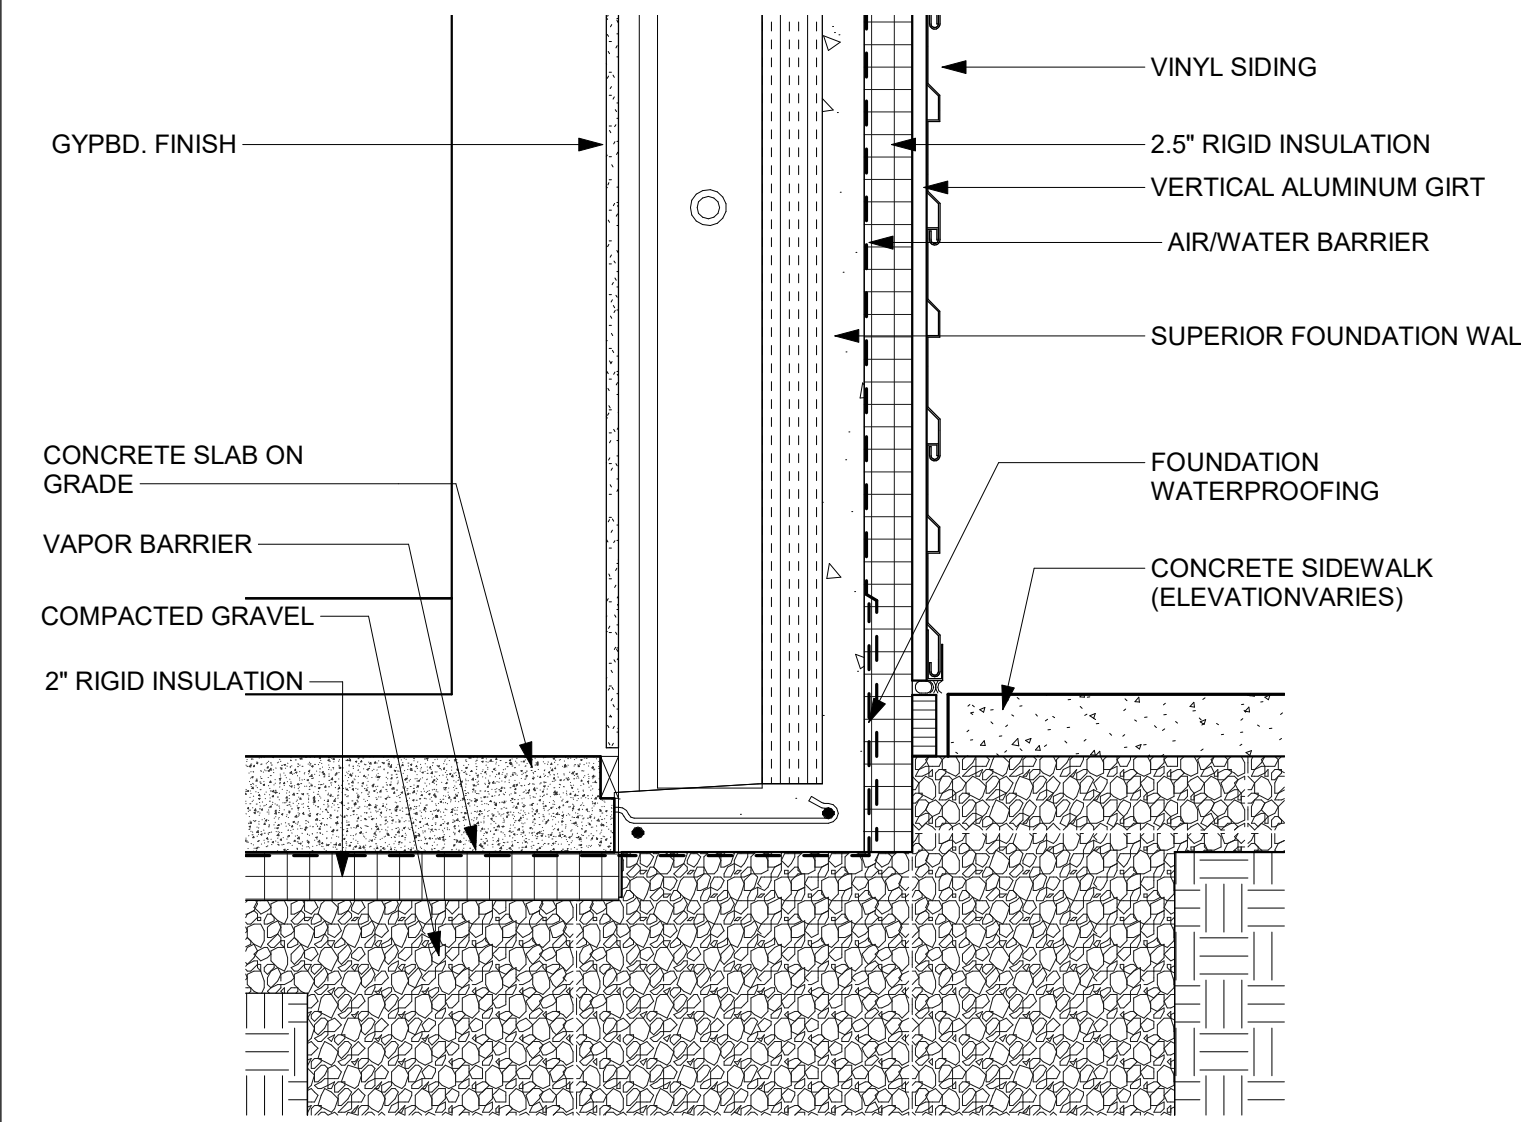 GYPBD. FINISH
CONCRETE SLAB ON
GRADE
VAPOR BARRIER
COMPACTED GRAVEL
2" RIGID INSULATION
VINYL SIDING
2.5" RIGID INSULATION
VERTICAL ALUMINUM GIRT
AIR/WATER BARRIER
SUPERIOR FOUNDATION WAL
FOUNDATION
WATERPROOFING
CONCRETE SIDEWALK
(ELEVATIONVARIES)